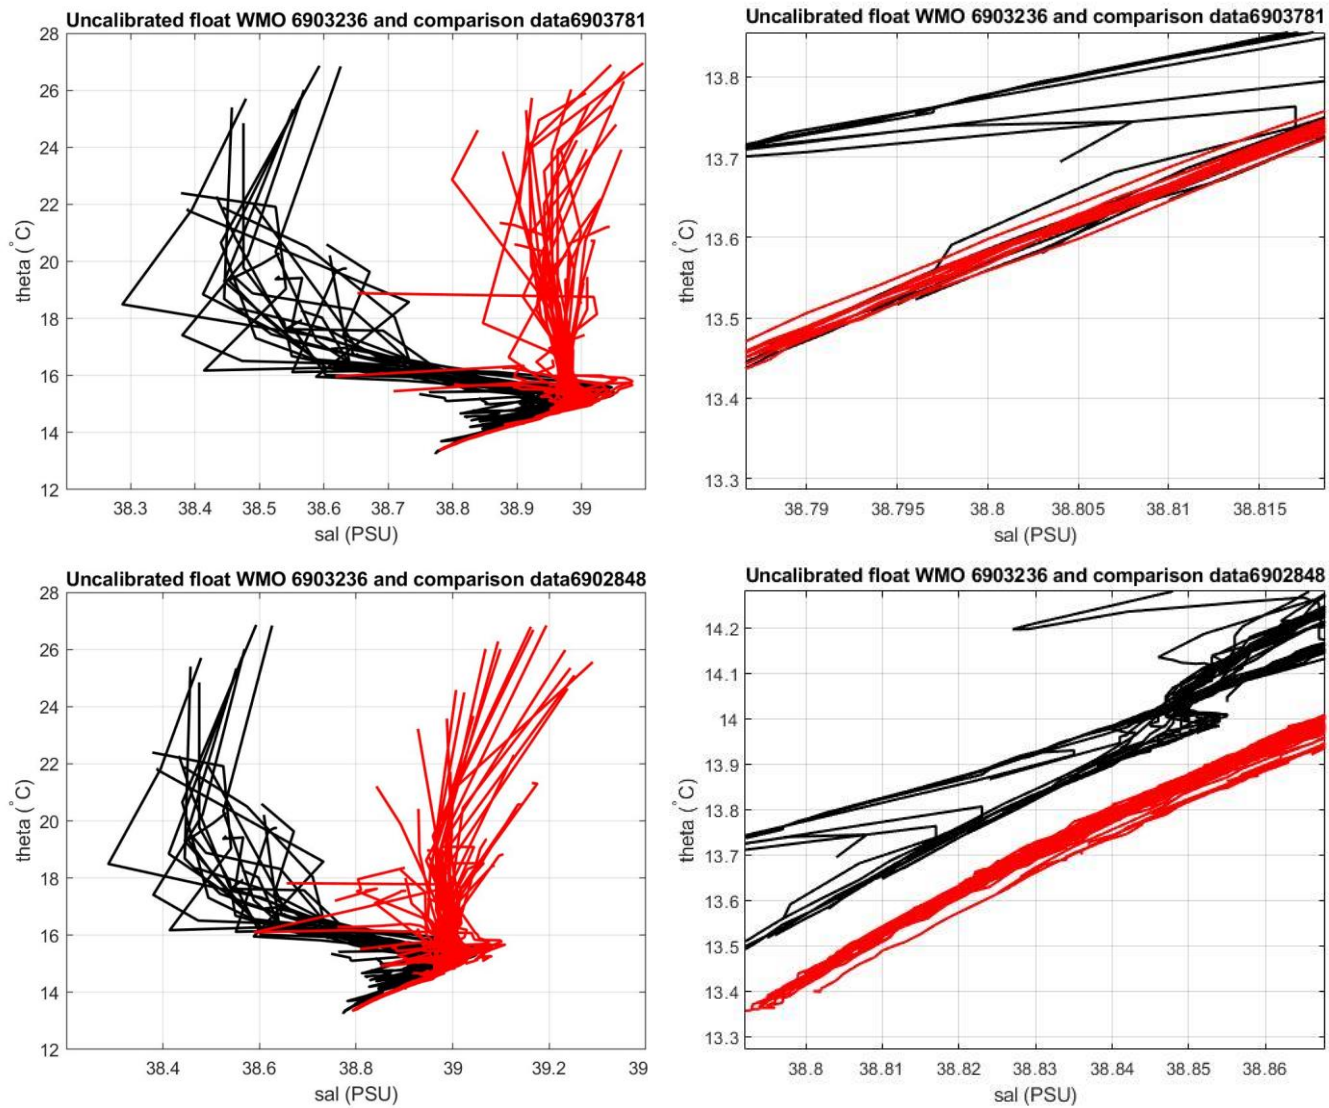 Uncalibrated float WMO 6903236 and comparison data6903781
28
26
24
22
20
18
16
14
12
theta (°C)
38.3 38.4 38.5 38.6 38.7 38.8 38.9 39
sal (PSU)
Uncalibrated float WMO 6903236 and comparison data6903781
13.8
13.7
13.6
13.5
13.4
13.3
theta (°C)
38.79 38.795 38.8 38.805 38.81 38.815
sal (PSU)
Uncalibrated float WMO 6903236 and comparison data6902848
28
26
24
22
20
18
16
14
12
theta (°C)
38.4 38.6 38.8 39 39.2 39
sal (PSU)
Uncalibrated float WMO 6903236 and comparison data6902848
14.2
14.1
14
13.9
13.8
13.7
13.6
13.5
13.4
13.3
theta (°C)
38.8 38.81 38.82 38.83 38.84 38.85 38.86
sal (PSU)